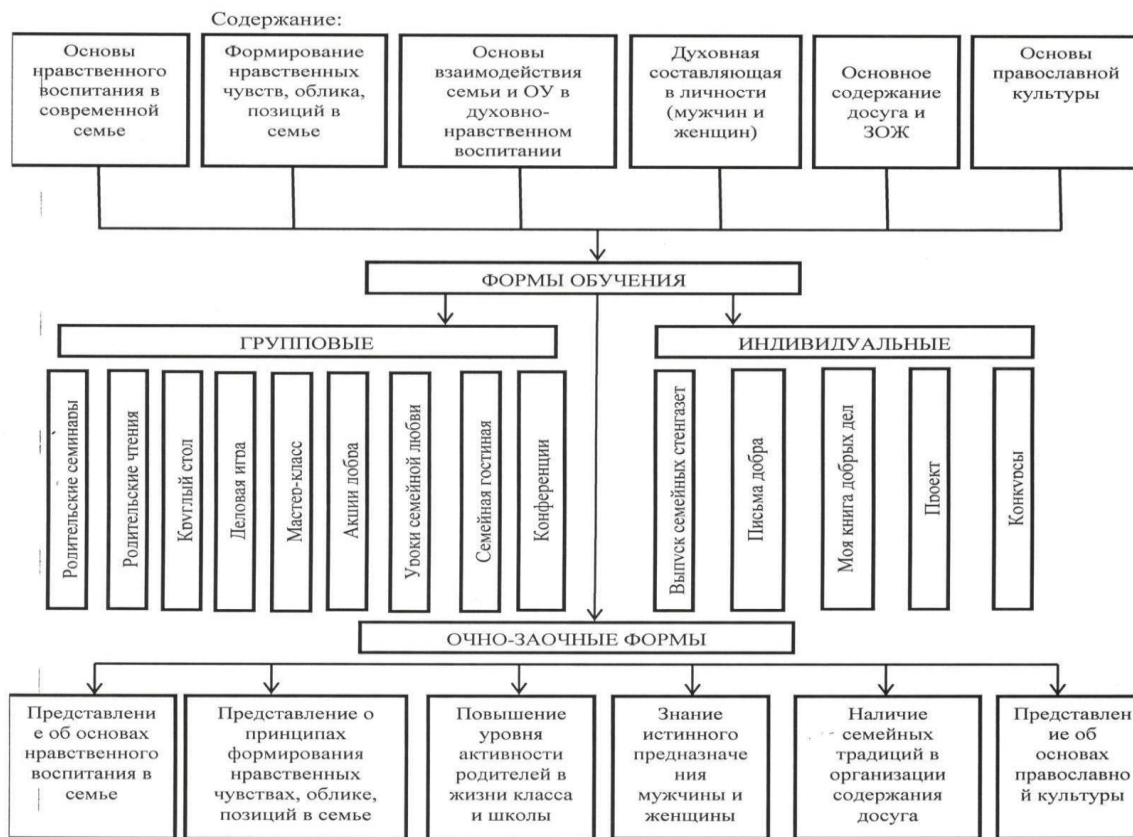 Содержание:
Основы
нравственного
воспитания в
современной
семье
Формирование
нравственных
чувств, облика,
позиций в
семье
Основы
взаимодействия
семьи и ОУ в
духовно-
нравственном
воспитании
Духовная
составляющая
в личности
(мужчин и
женщин)
Основное
содержание
досуга и
ЗОЖ
Основы
православной
культуры
ФОРМЫ ОБУЧЕНИЯ
ГРУППОВЫЕ
ИНДИВИДУАЛЬНЫЕ
Родительские семинары
Родительские чтения
Круглый стол
Деловая игра
Мастер-класс
Акции добра
Уроки семейной любви
Семейная гостиная
Конференции
Выпуск семейных стенгазет
Письма добра
Моя книга добрых дел
Проект
Конкурсы
ОЧНО-ЗАОЧНЫЕ ФОРМЫ
Представлени
е об основах
нравственного
воспитания в
семье
Представление о
принципах
формирования
нравственных
чувствах, облике,
позиций в семье
Повышение
уровня
активности
родителей в
жизни класса
и школы
Знание
истинного
предназначе
ния
мужчины и
женщины
Наличие
семейных
традиций в
организации
содержания
досуга
Представлен
ие об
основах
православно
й культуры